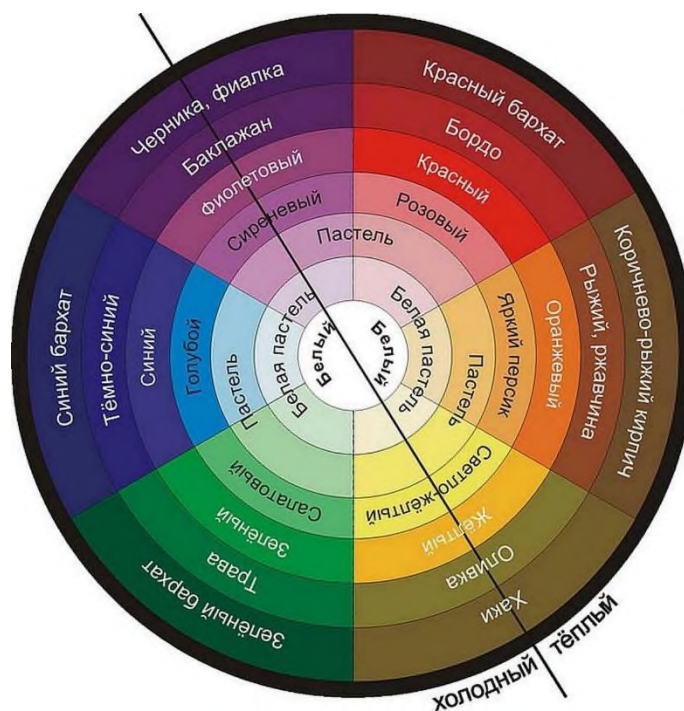 Черника, фиалка
Баклажан
Фиолетовый
Сиреневый
Пастель
Красный бархат
Бордо
Красный
Розовый
Белая пастель
Белый
Белый
Белая пастель
Пастель
Голубой
Синий
Тёмно-синий
Синий бархат
Пастель
Яркий персик
Оранжевый
Рыжий, ржавчина
Коричнево-рыжий кирпич
Салатовый
Зелёный
Трава
Зелёный бархат
Светло-жёлтый
Жёлтый
Оливка
Хаки
холодный
тёплый